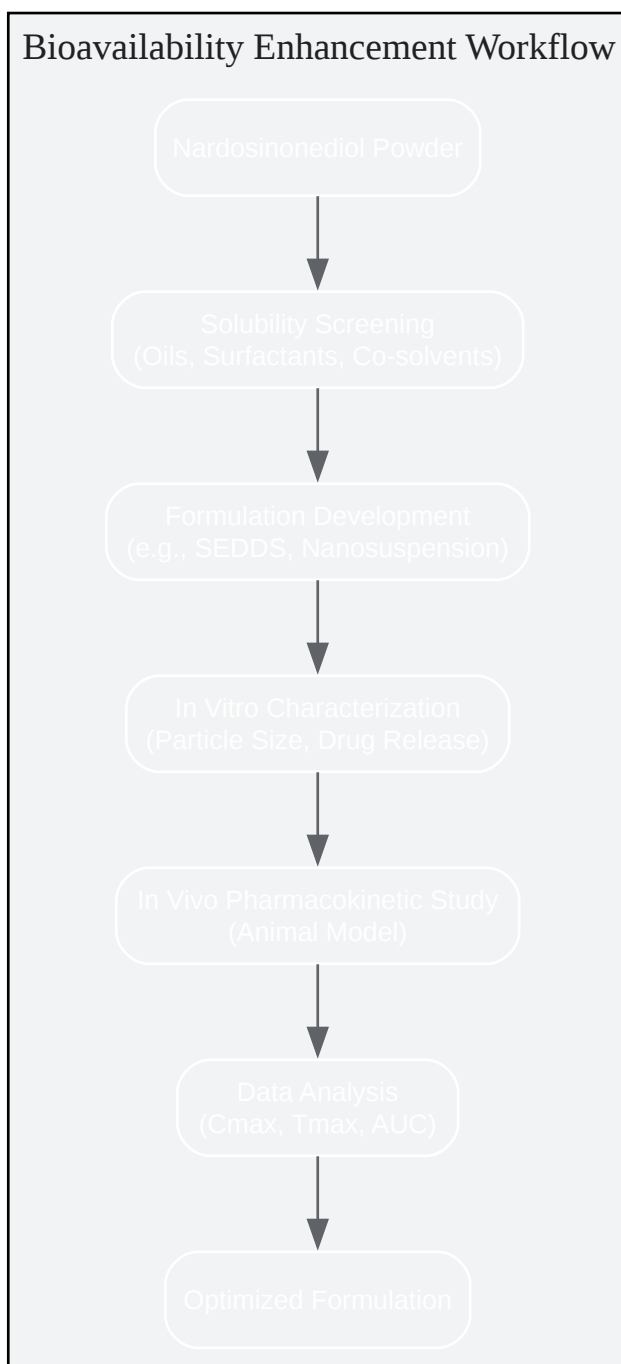 Bioavailability Enhancement Workflow
Nardosinonediol Powder
Solubility Screening
(Oils, Surfactants, Co-solvents)
Formulation Development
(e.g., SEDDS, Nanosuspension)
In Vitro Characterization
(Particle Size, Drug Release)
In Vivo Pharmacokinetic Study
(Animal Model)
Data Analysis
(Cmax, Tmax, AUC)
Optimized Formulation